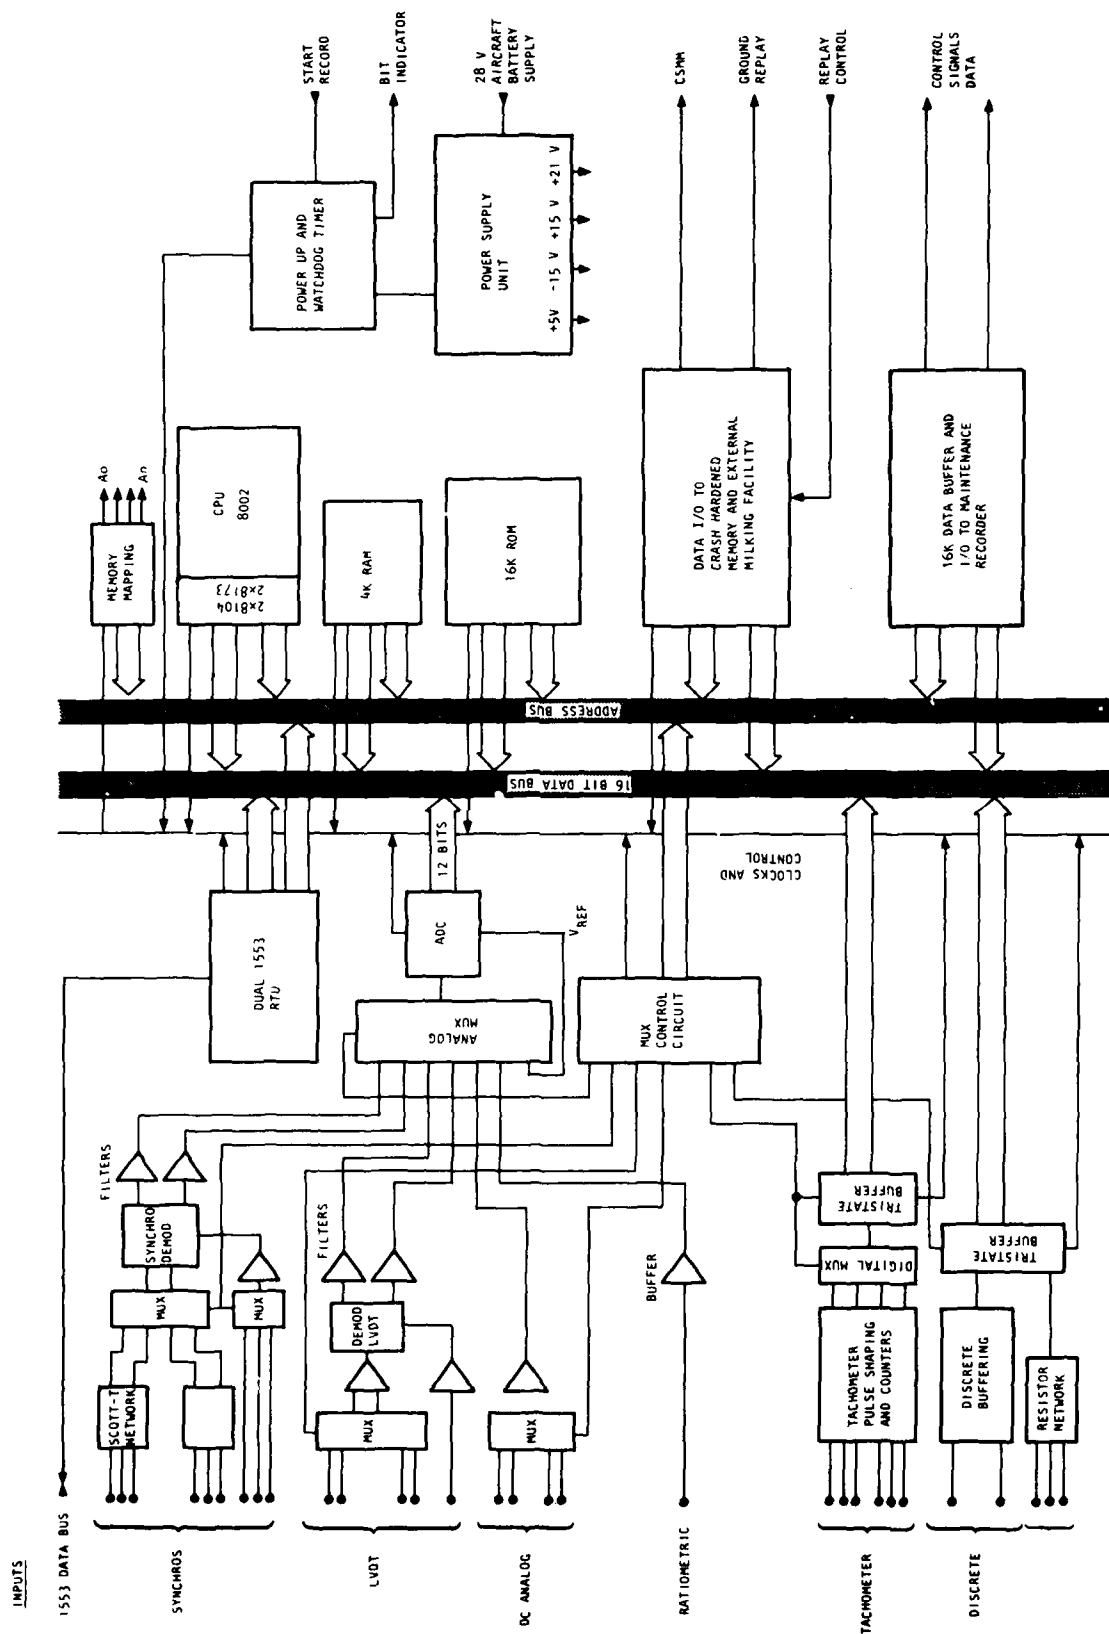 INPUTS
1553 DATA BUS
SYNCHROS
LVDT
DC ANALOG
RATIOMETRIC
TACHOMETER
DISCRETE
SCOTT-T
NETWORK
MUX
MUX
SYNCHRO
DEMOD
FILTERS
MUX
DEMOD
LVDT
FILTERS
MUX
BUFFER
TACHOMETER
PULSE SHAPING
AND COUNTERS
DIGITAL MUX
TRISTATE
BUFFER
DISCRETE
BUFFERING
RESISTOR
NETWORK
TRISTATE
BUFFER
DUAL 1553
RTU
ANALOG
MUX
ADC
12 BITS
VREF
MUX
CONTROL
CIRCUIT
CLOCKS AND
CONTROL
16 BIT DATA BUS
ADDRESS BUS
MEMORY
MAPPING
Ao
An
2x8104
2x8173
CPU
8002
4K RAM
16K ROM
DATA I/O TO
CRASH HARDENED
MEMORY AND EXTERNAL
MILKING FACILITY
16K DATA BUFFER AND
I/O TO MAINTENANCE
RECORDER
POWER UP AND
WATCHDOG TIMER
POWER SUPPLY
UNIT
+5V -15 V +15 V +21 V
START
RECORD
BIT
INDICATOR
28 V
AIRCRAFT
BATTERY
SUPPLY
CSMM
GROUND
REPLAY
REPLAY
CONTROL
CONTROL
SIGNALS
DATA